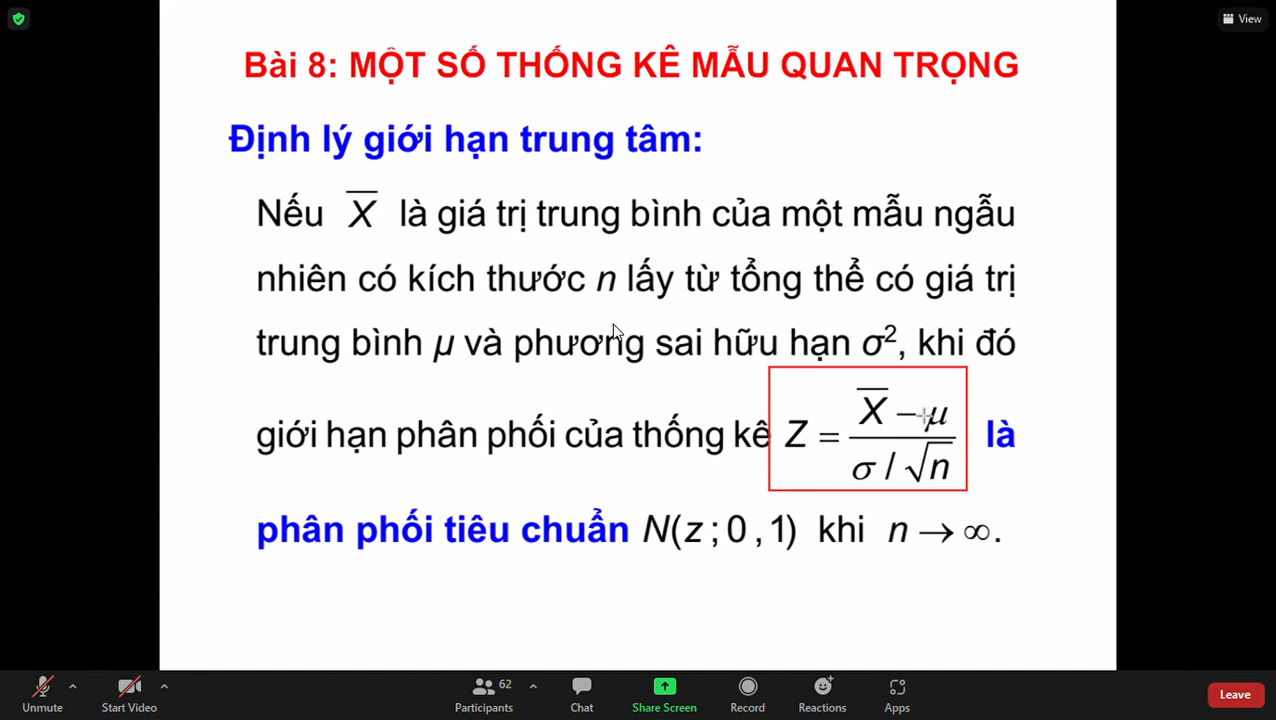 View
Bài 8: MỘT SỐ THỐNG KÊ MẪU QUAN TRỌNG
Định lý giới hạn trung tâm:
Nếu X̅ là giá trị trung bình của một mẫu ngẫu
nhiên có kích thước n lấy từ tổng thể có giá trị
trung bình μ và phương sai hữu hạn σ², khi đó
giới hạn phân phối của thống kê Z = (X̅ − μ) / (σ / √n) là
phân phối tiêu chuẩn N(z ; 0 , 1) khi n → ∞.
Unmute Start Video Participants 62 Chat Share Screen Record Reactions Apps Leave